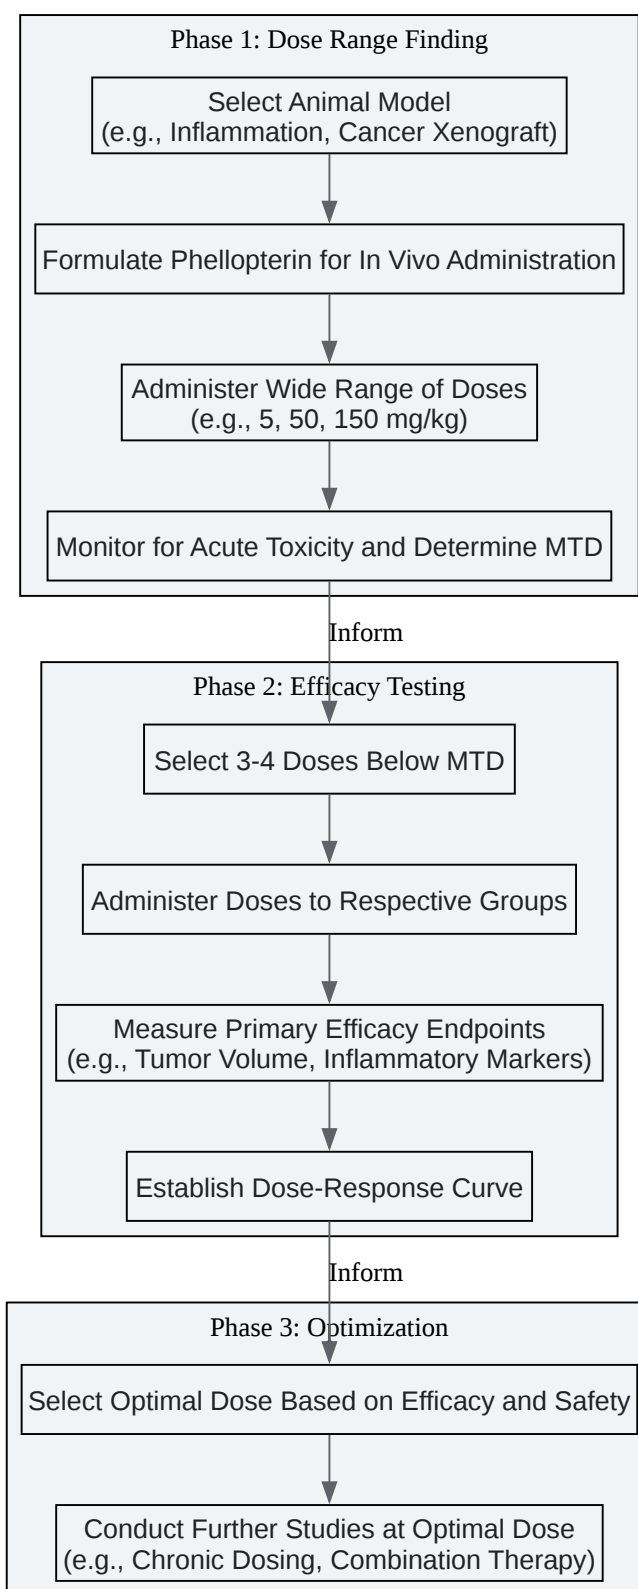 Phase 1: Dose Range Finding
Select Animal Model
(e.g., Inflammation, Cancer Xenograft)
Formulate Phellopterin for In Vivo Administration
Administer Wide Range of Doses
(e.g., 5, 50, 150 mg/kg)
Monitor for Acute Toxicity and Determine MTD
Inform
Phase 2: Efficacy Testing
Select 3-4 Doses Below MTD
Administer Doses to Respective Groups
Measure Primary Efficacy Endpoints
(e.g., Tumor Volume, Inflammatory Markers)
Establish Dose-Response Curve
Inform
Phase 3: Optimization
Select Optimal Dose Based on Efficacy and Safety
Conduct Further Studies at Optimal Dose
(e.g., Chronic Dosing, Combination Therapy)